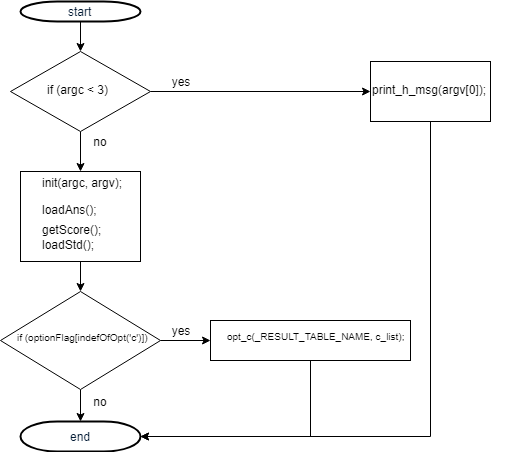 start
if (argc < 3)
yes
print_h_msg(argv[0]);
no
init(argc, argv);
loadAns();
getScore();
loadStd();
if (optionFlag[indefOfOpt('c')])
yes
opt_c(_RESULT_TABLE_NAME, c_list);
no
end